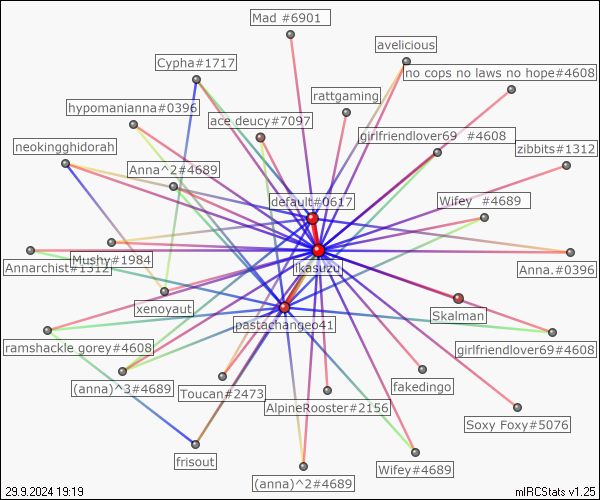 Mad #6901
avelicious
Cypha#1717
no cops no laws no hope#4608
rattgaming
hypomanianna#0396
ace deucy#7097
girlfriendlover69 #4608
neokingghidorah
zibbits#1312
Anna^2#4689
default#0617
Wifey #4689
Mushy#1984
Annarchist#1312
ikasuzu
Anna.#0396
xenoyaut
pastachangeo41
Skalman
ramshackle gorey#4608
girlfriendlover69#4608
(anna)^3#4689
Toucan#2473
fakedingo
AlpineRooster#2156
Soxy Foxy#5076
frisout
Wifey#4689
(anna)^2#4689
29.9.2024 19:19
mIRCStats v1.25